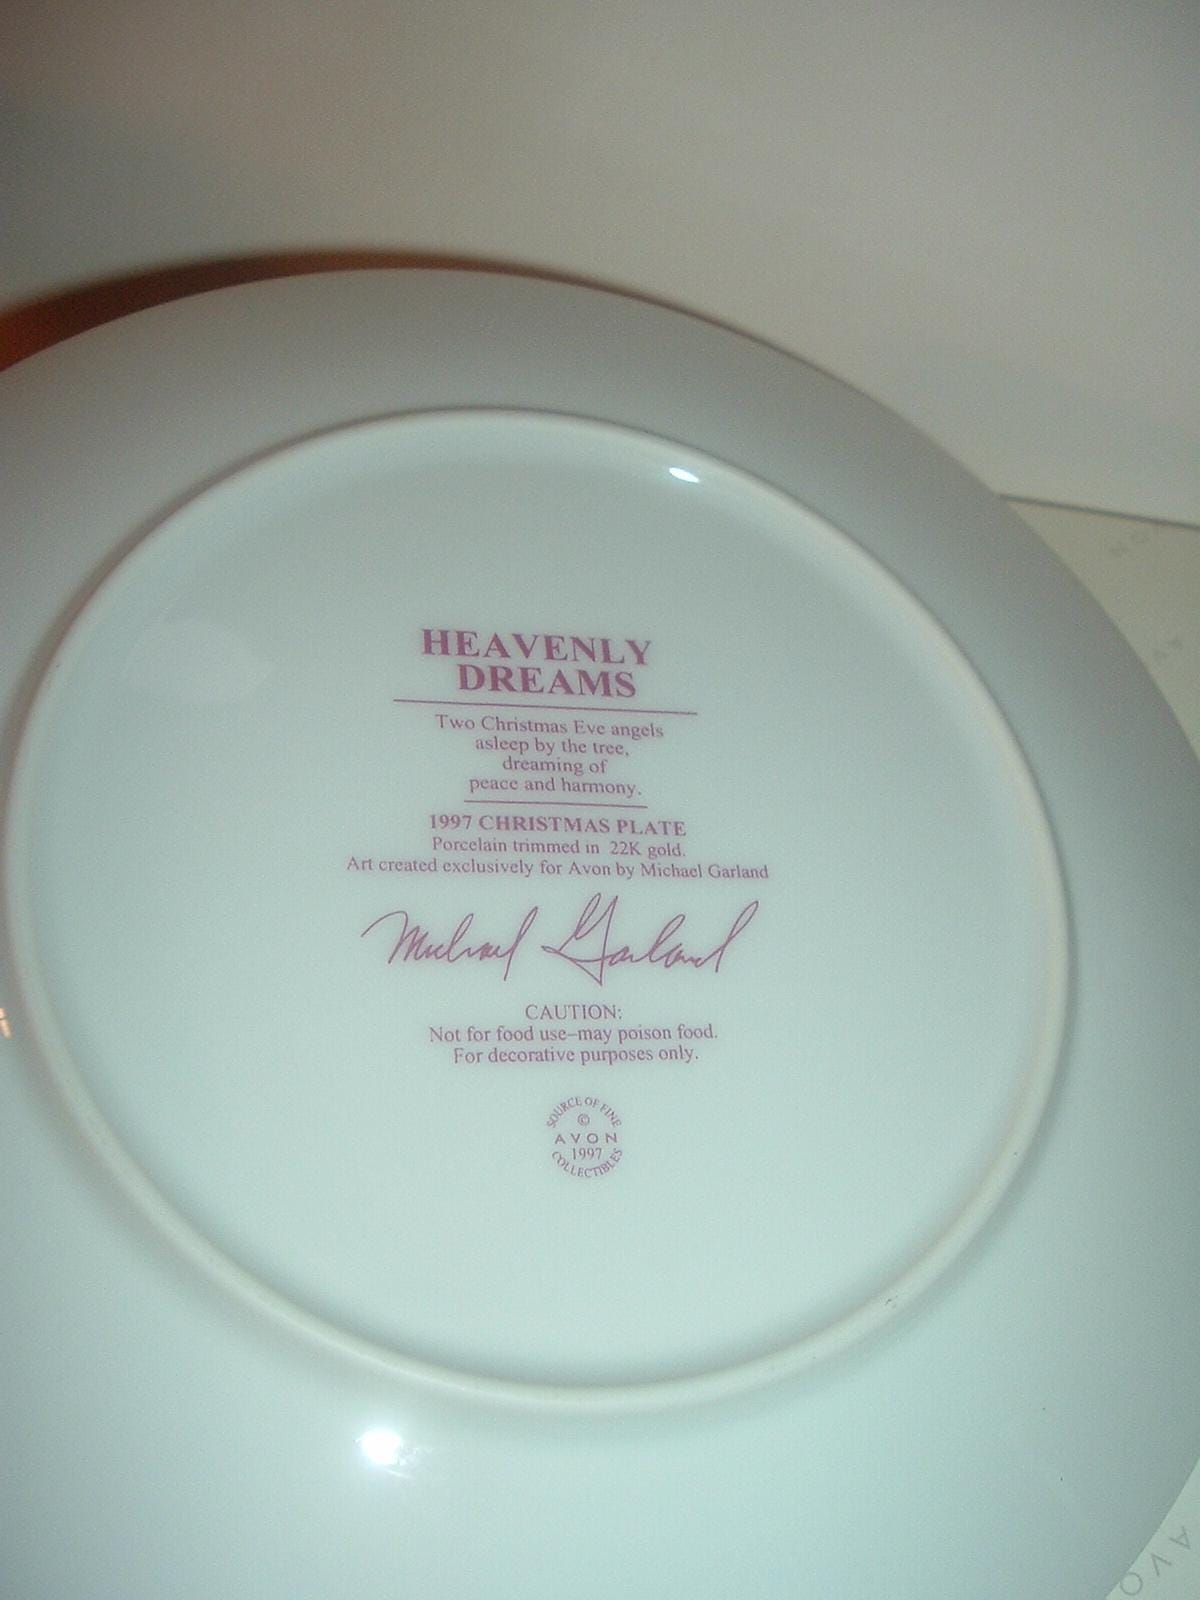 HEAVENLY
DREAMS
Two Christmas Eve angels
asleep by the tree,
dreaming of
peace and harmony.
1997 CHRISTMAS PLATE
Porcelain trimmed in 22K gold.
Art created exclusively for Avon by Michael Garland
Michael Garland
CAUTION:
Not for food use–may poison food.
For decorative purposes only.
SOURCE OF FINE
©
AVON
1997
COLLECTIBLES
AVO